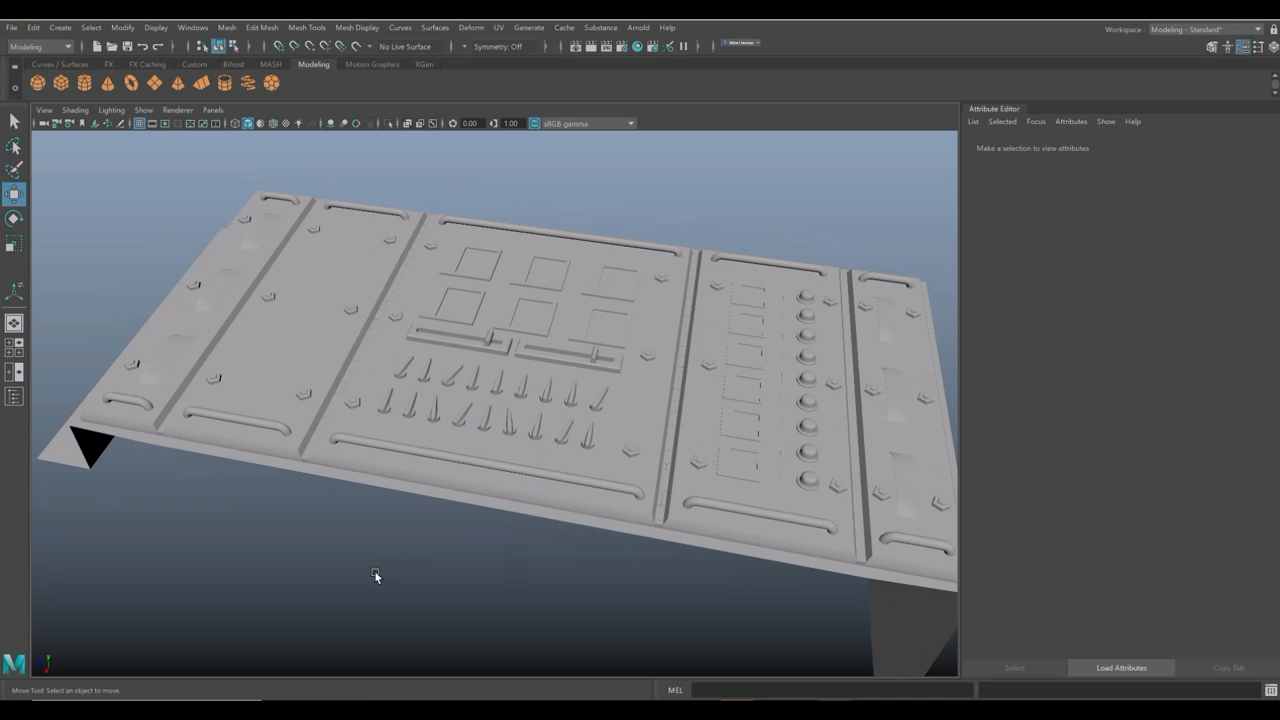 File Edit Create Select Modify Display Windows Mesh Edit Mesh Mesh Tools Mesh Display Curves Surfaces Deform UV Generate Cache Substance Arnold Help
Workspace: Modeling - Standard*
Modeling No Live Surface Symmetry: Off
Curves / Surfaces FX FX Caching Custom Bifrost MASH Modeling Motion Graphics XGen
View Shading Lighting Show Renderer Panels
0.00 1.00 sRGB gamma
Attribute Editor
List Selected Focus Attributes Show Help
Make a selection to view attributes
Select Load Attributes Copy Tab
Move Tool: Select an object to move.
MEL